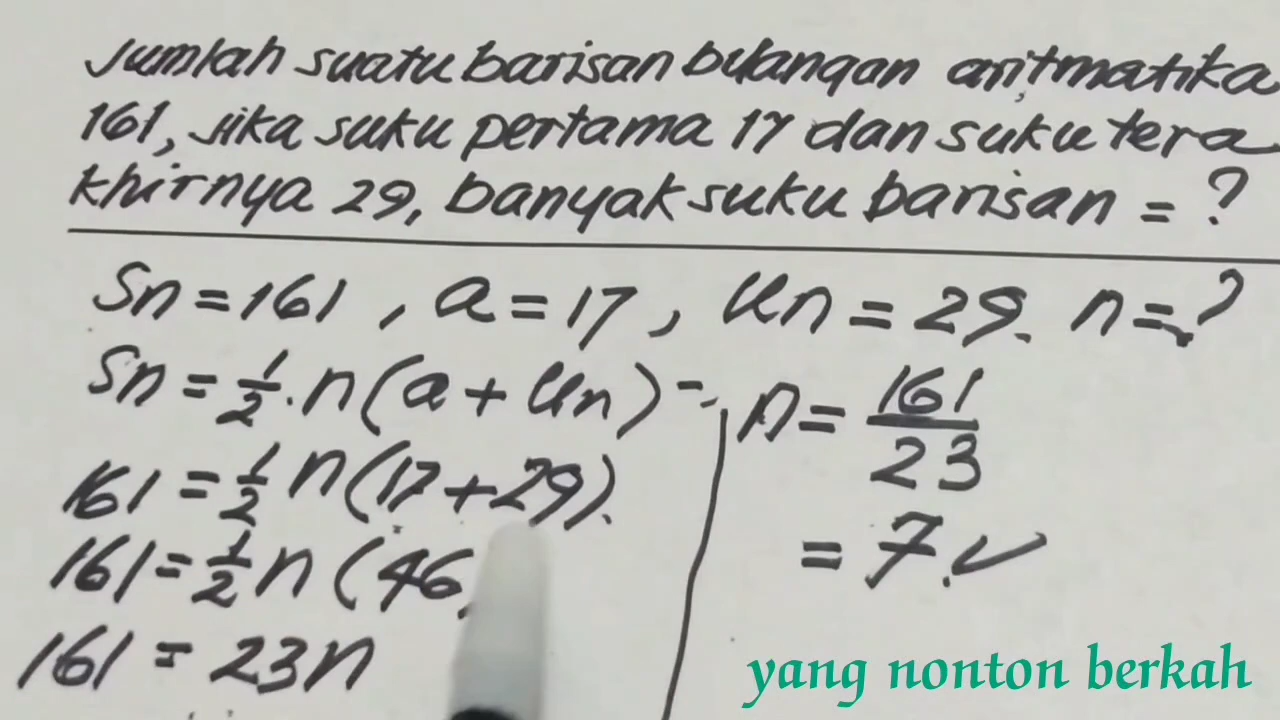 Jumlah suatu barisan bilangan aritmatika
161, jika suku pertama 17 dan suku tera
khirnya 29, banyak suku barisan = ?
Sn = 161 , a = 17 , Un = 29. n = ?
Sn = 1/2 . n (a + Un) -
161 = 1/2 n (17 + 29).
161 = 1/2 n (46
161 = 23n
n = 161/23
= 7. ✓
yang nonton berkah